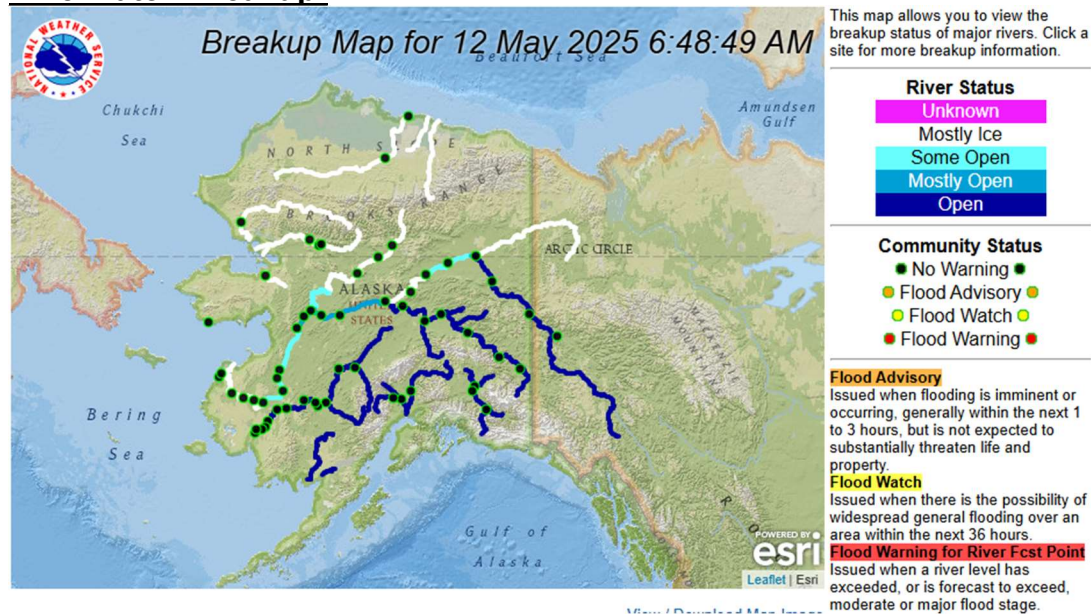 Breakup Map for 12 May 2025 6:48:49 AM
NATIONAL WEATHER SERVICE
Beaufort Sea
Chukchi
Sea
Amundsen
Gulf
NORTH SLOPE
BROOKS RANGE
ARCTIC CIRCLE
ALASKA
UNITED
STATES
MACKENZIE
MOUNTAINS
Bering
Sea
Gulf of
Alaska
POWERED BY
esri
Leaflet | Esri
This map allows you to view the
breakup status of major rivers. Click a
site for more breakup information.
River Status
Unknown
Mostly Ice
Some Open
Mostly Open
Open
Community Status
No Warning
Flood Advisory
Flood Watch
Flood Warning
Flood Advisory
Issued when flooding is imminent or
occurring, generally within the next 1
to 3 hours, but is not expected to
substantially threaten life and
property.
Flood Watch
Issued when there is the possibility of
widespread general flooding over an
area within the next 36 hours.
Flood Warning for River Fcst Point
Issued when a river level has
exceeded, or is forecast to exceed,
moderate or major flood stage.